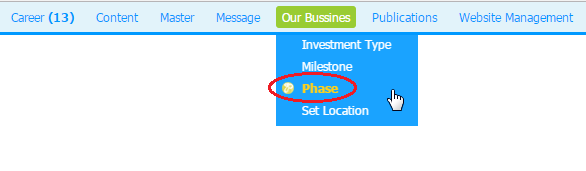 Career (13) Content Master Message Our Bussines Publications Website Management
Investment Type
Milestone
Phase
Set Location